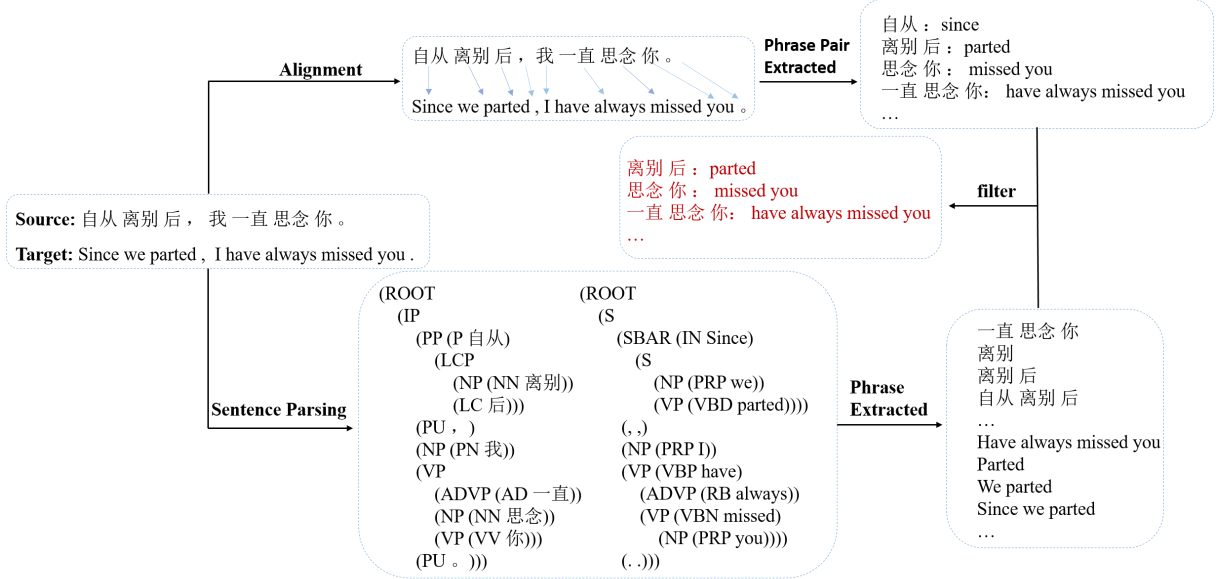 Source: 自从 离别 后 ， 我 一直 思念 你 。
Target: Since we parted , I have always missed you .
Alignment
自从 离别 后 ，我 一直 思念 你 。
Since we parted , I have always missed you 。
Phrase Pair
Extracted
自从 ：since
离别 后 ：parted
思念 你 ： missed you
一直 思念 你： have always missed you
…
filter
离别 后 ：parted
思念 你 ： missed you
一直 思念 你： have always missed you
…
Sentence Parsing
(ROOT
(IP
(PP (P 自从)
(LCP
(NP (NN 离别))
(LC 后)))
(PU ，)
(NP (PN 我))
(VP
(ADVP (AD 一直))
(NP (NN 思念))
(VP (VV 你)))
(PU 。)))
(ROOT
(S
(SBAR (IN Since)
(S
(NP (PRP we))
(VP (VBD parted))))
(, ,)
(NP (PRP I))
(VP (VBP have)
(ADVP (RB always))
(VP (VBN missed)
(NP (PRP you))))
(. .)))
Phrase
Extracted
一直 思念 你
离别
离别 后
自从 离别 后
…
Have always missed you
Parted
We parted
Since we parted
…